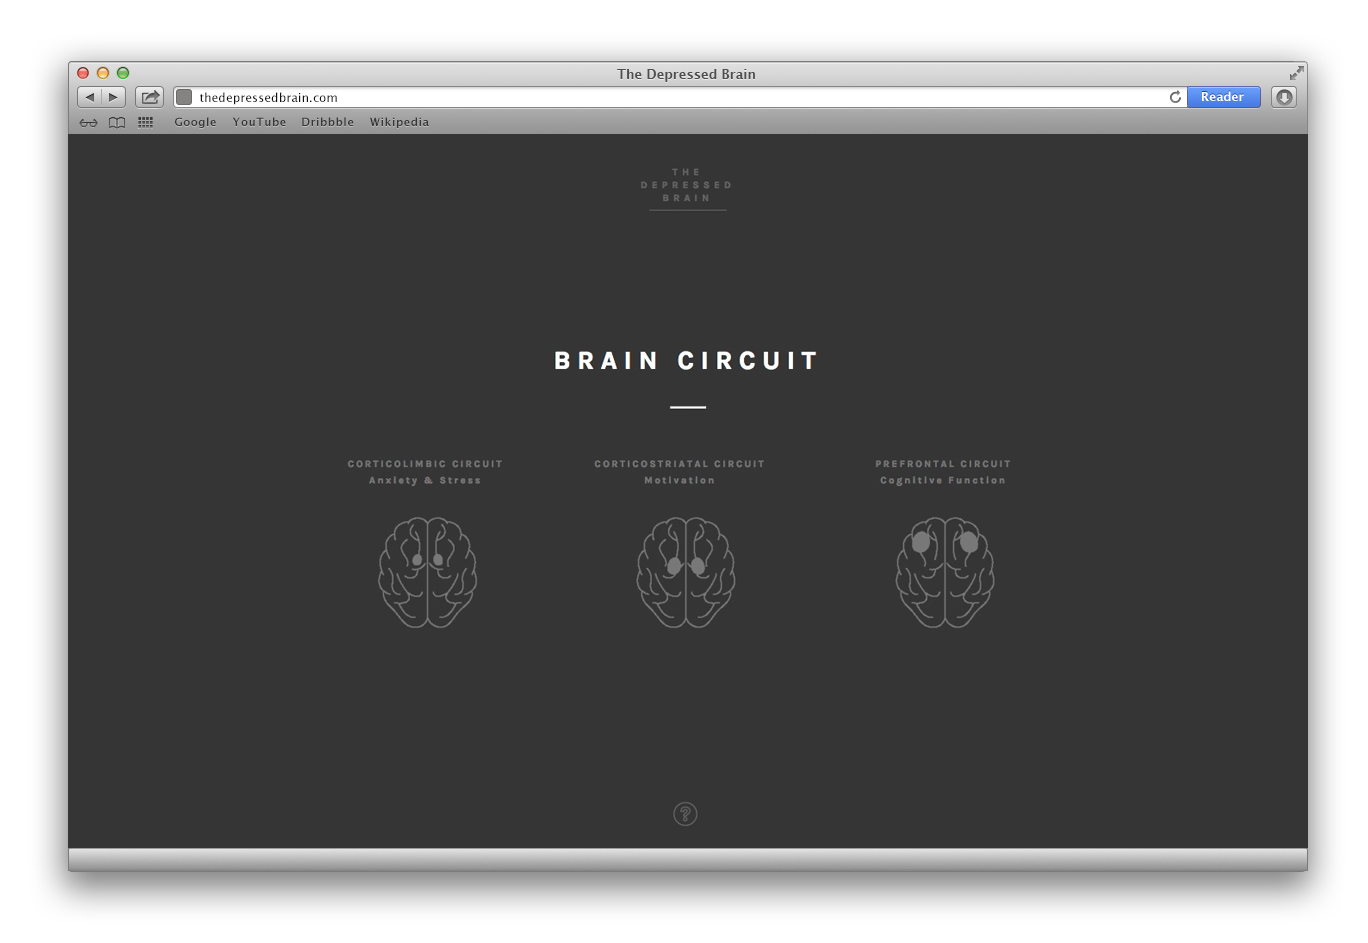 The Depressed Brain
thedepressedbrain.com
Reader
Google YouTube Dribbble Wikipedia
THE
DEPRESSED
BRAIN
BRAIN CIRCUIT
CORTICOLIMBIC CIRCUIT
Anxiety & Stress
CORTICOSTRIATAL CIRCUIT
Motivation
PREFRONTAL CIRCUIT
Cognitive Function
?